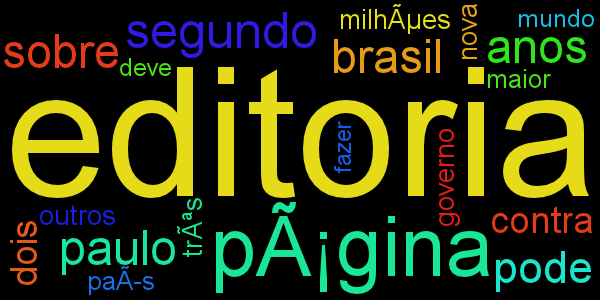 milhÃµes
nova
mundo
sobre
segundo
brasil
anos
deve
maior
editoria
fazer
governo
outros
três
dois
paulo
pÃ¡gina
contra
paÃ-s
pode